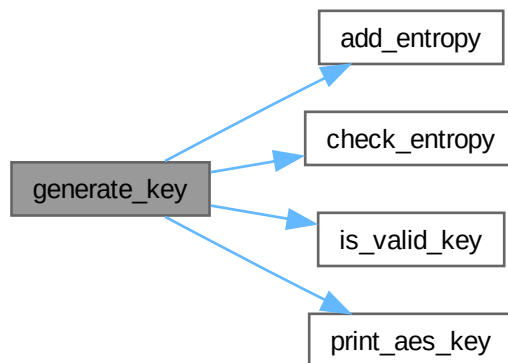 add_entropy
check_entropy
generate_key
is_valid_key
print_aes_key